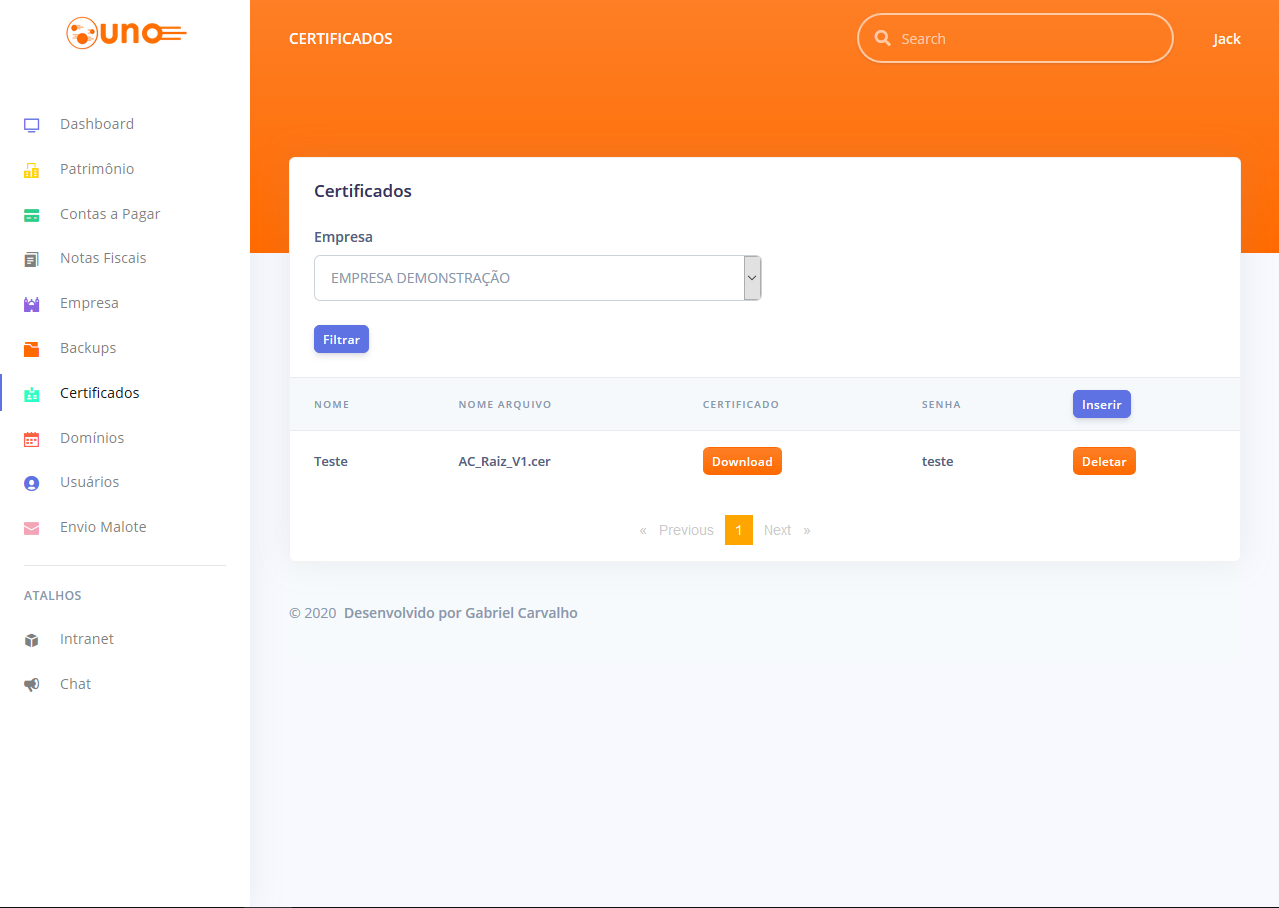 uno
CERTIFICADOS
Search
Jack
Dashboard
Patrimônio
Contas a Pagar
Notas Fiscais
Empresa
Backups
Certificados
Domínios
Usuários
Envio Malote
ATALHOS
Intranet
Chat
Certificados
Empresa
EMPRESA DEMONSTRAÇÃO
Filtrar
NOME NOME ARQUIVO CERTIFICADO SENHA Inserir
Teste AC_Raiz_V1.cer Download teste Deletar
« Previous 1 Next »
© 2020 Desenvolvido por Gabriel Carvalho